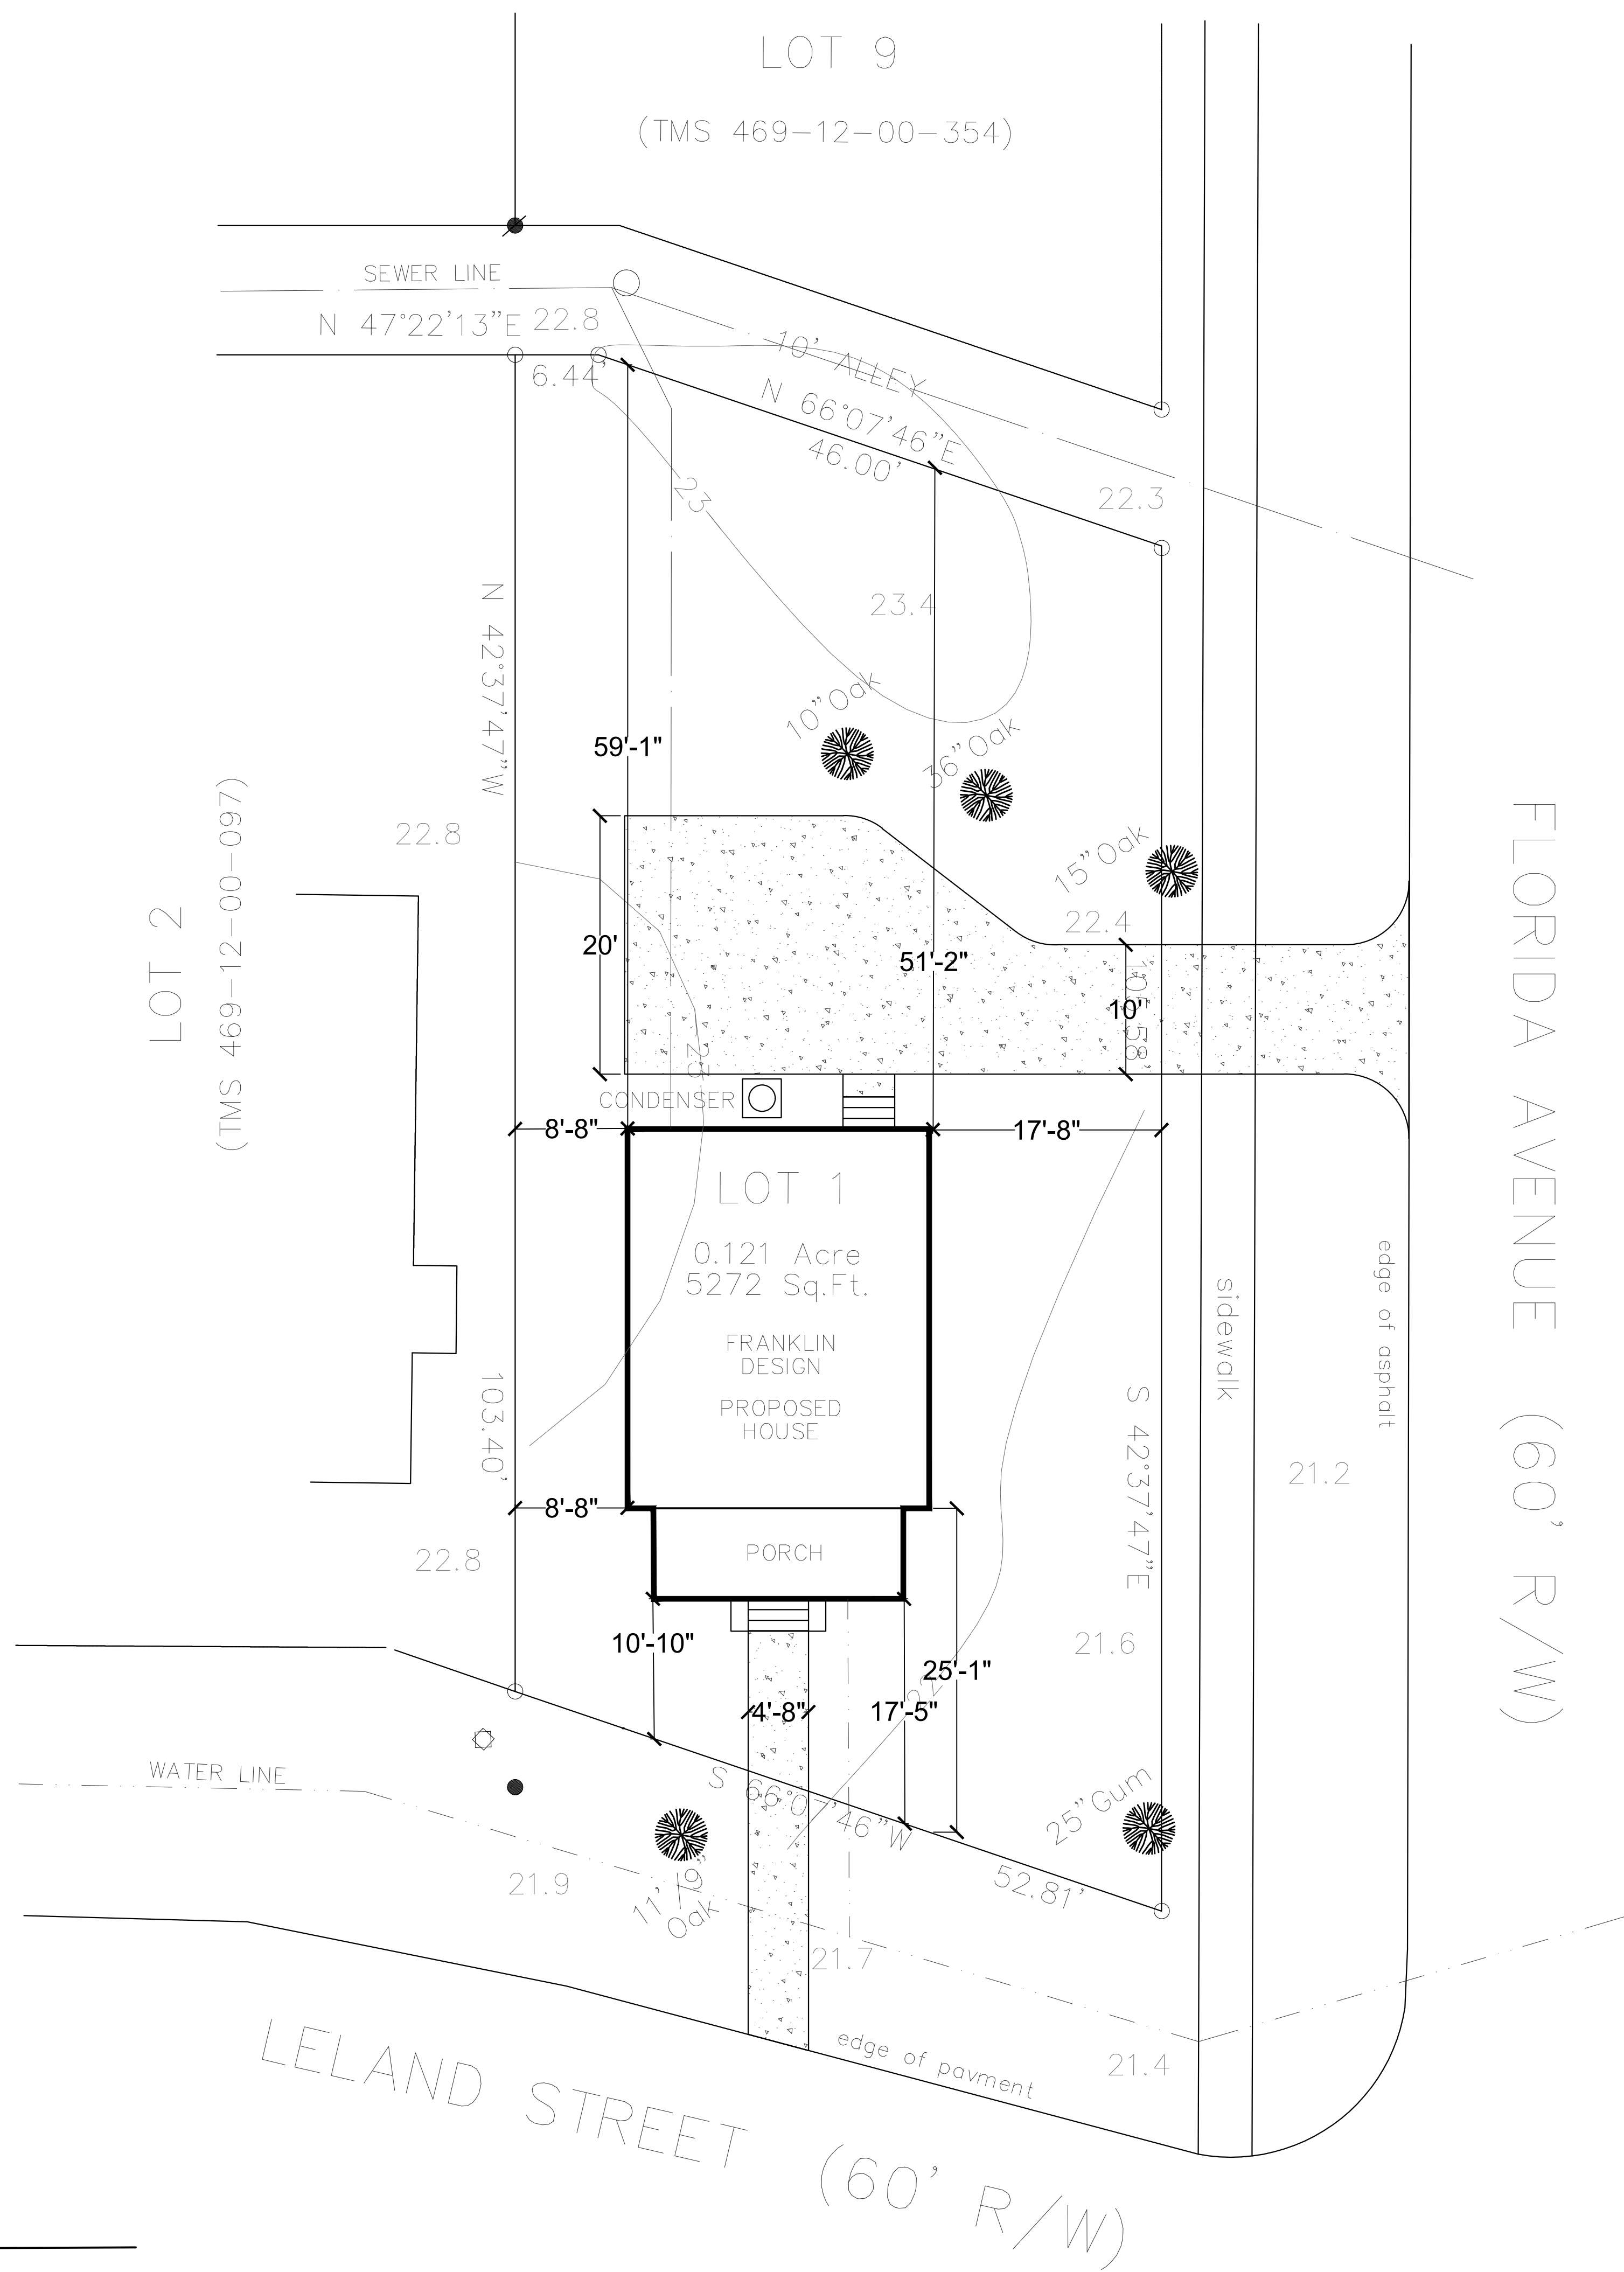 LOT 9
(TMS 469-12-00-354)
SEWER LINE
N 47°22'13"E
22.8
6.44'
10' ALLEY
N 66°07'46"E
46.00'
22.3
23
23.4
N 42°37'47"W
10"Oak
36"Oak
59'-1"
15"Oak
22.8
22.4
LOT 2
(TMS 469-12-00-097)
20'
51'-2"
10'
105.58'
23
CONDENSER
8'-8"
17'-8"
FLORIDA AVENUE (60' R/W)
LOT 1
0.121 Acre
5272 Sq.Ft.
FRANKLIN
DESIGN
PROPOSED
HOUSE
sidewalk
edge of asphalt
103.40'
S 42°37'47"E
21.2
8'-8"
PORCH
22.8
10'-10"
21.6
25'-1"
22
4'-8"
17'-5"
WATER LINE
S 66°07'46"W
25"Gum
52.81'
21.9
11"/9"
Oak
21.7
edge of pavment
21.4
LELAND STREET (60' R/W)